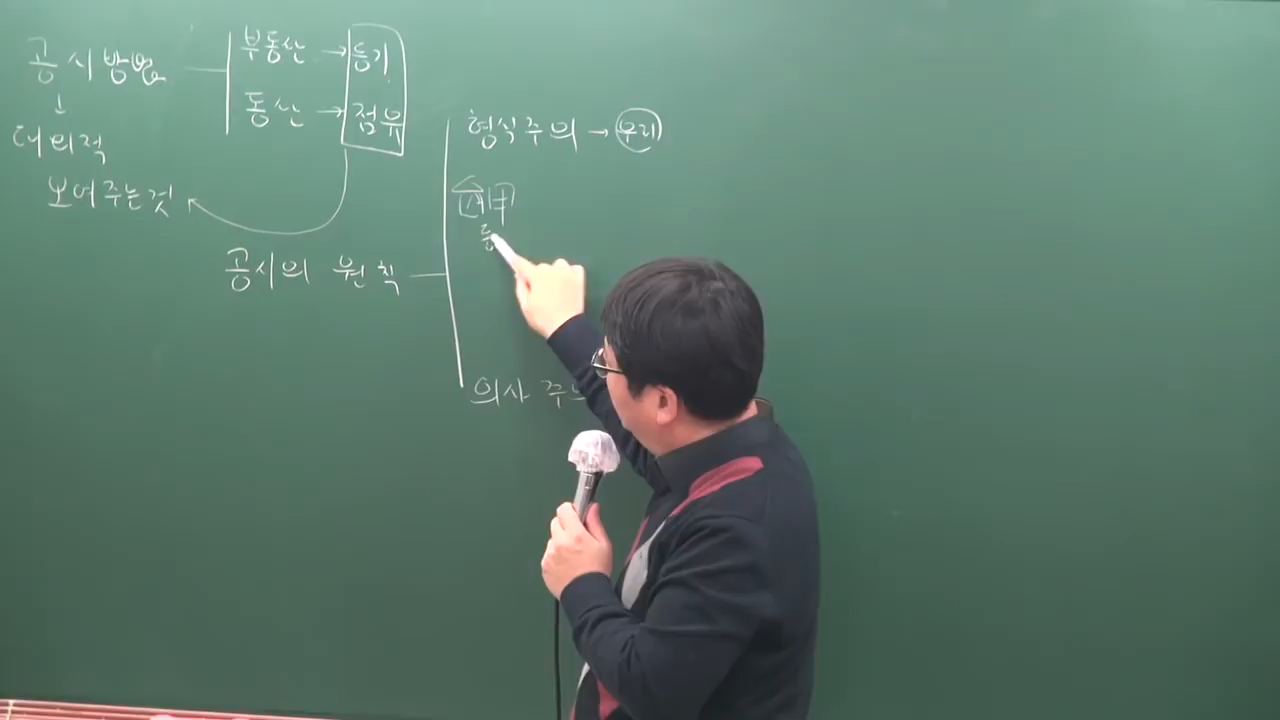 공시방법
부동산 → 등기
동산 → 점유
↓
대외적
보여주는것
공시의 원칙
형식주의 → 우리
등
의사 주